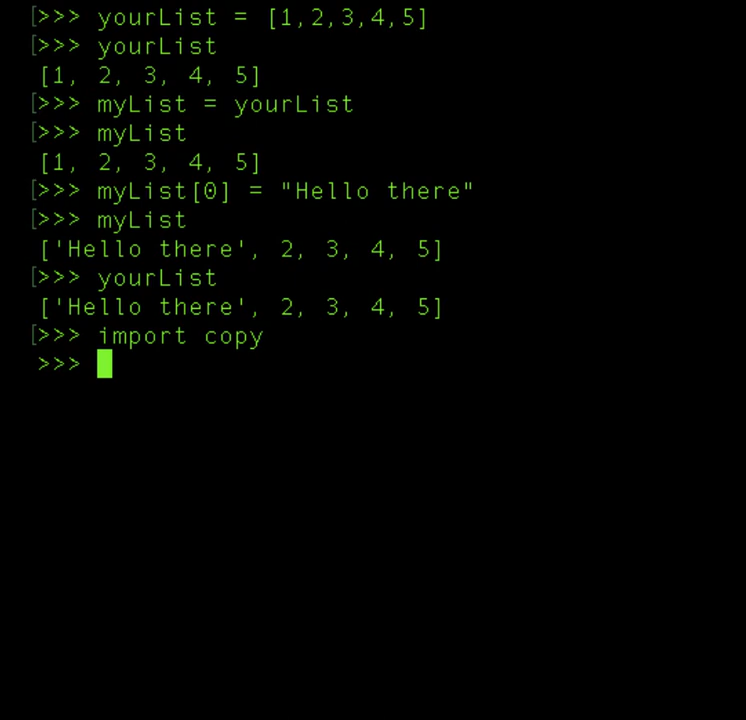 [>>> yourList = [1,2,3,4,5]
[>>> yourList
[1, 2, 3, 4, 5]
[>>> myList = yourList
[>>> myList
[1, 2, 3, 4, 5]
[>>> myList[0] = "Hello there"
[>>> myList
['Hello there', 2, 3, 4, 5]
[>>> yourList
['Hello there', 2, 3, 4, 5]
[>>> import copy
>>>